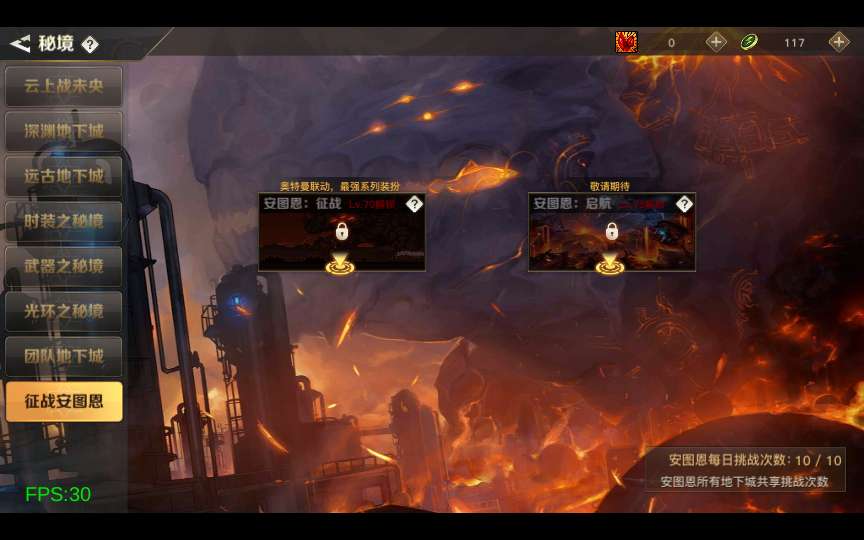 秘境 ?
0
117
云上战未央
深渊地下城
远古地下城
时装之秘境
武器之秘境
光环之秘境
团队地下城
征战安图恩
奥特曼联动，最强系列装扮
安图恩：征战 Lv.70解锁 ?
敬请期待
安图恩：启航 ?
安图恩每日挑战次数: 10 / 10
安图恩所有地下城共享挑战次数
FPS:30